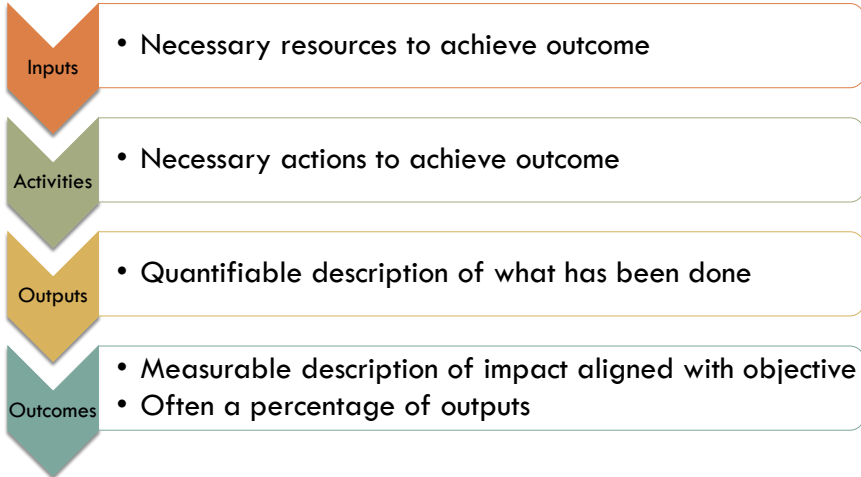 Inputs
• Necessary resources to achieve outcome
Activities
• Necessary actions to achieve outcome
Outputs
• Quantifiable description of what has been done
Outcomes
• Measurable description of impact aligned with objective
• Often a percentage of outputs